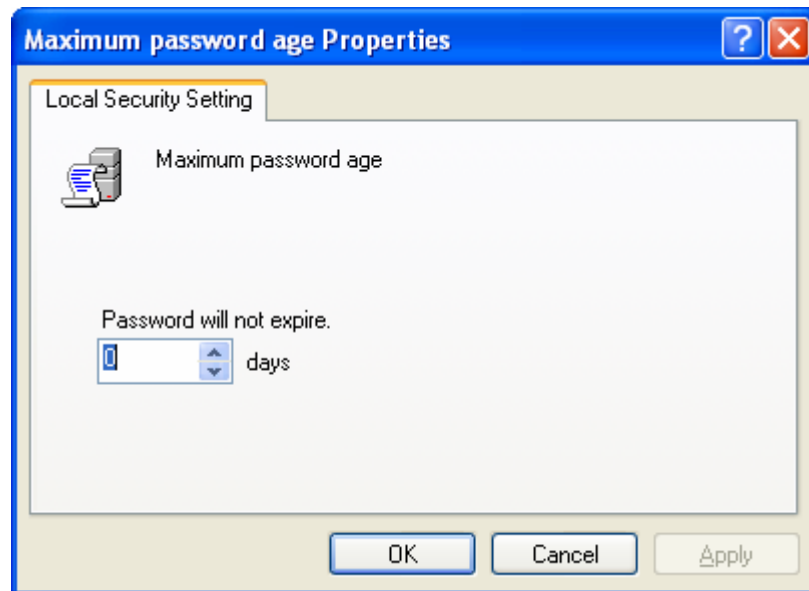 Maximum password age Properties
Local Security Setting
Maximum password age
Password will not expire.
0 days
OK Cancel Apply